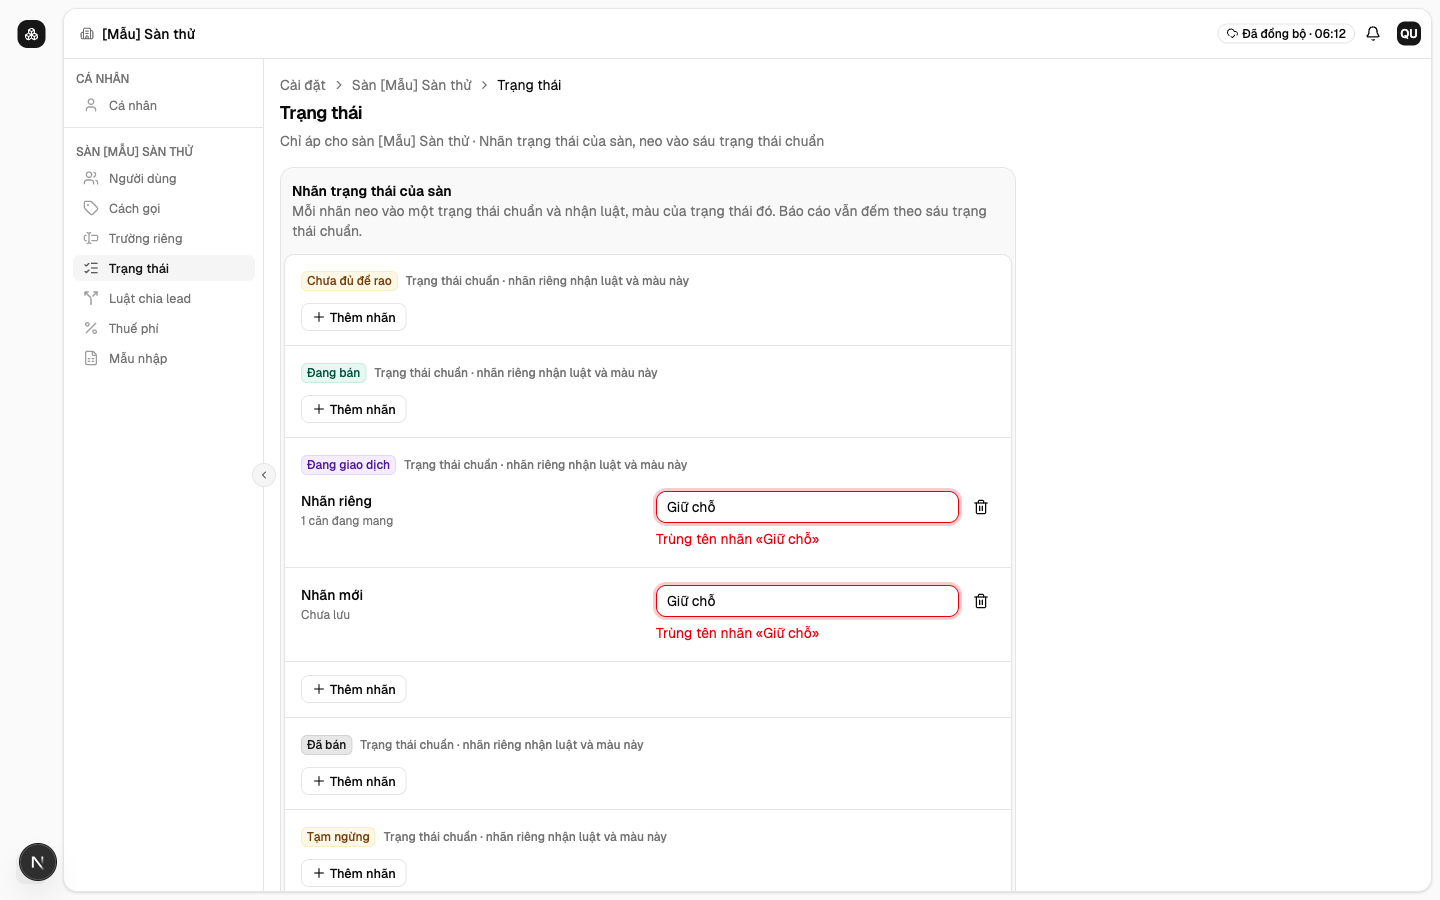 [Mẫu] Sàn thử
Đã đồng bộ · 06:12
QU
CÁ NHÂN
Cá nhân
SÀN [MẪU] SÀN THỬ
Người dùng
Cách gọi
Trường riêng
Trạng thái
Luật chia lead
Thuế phí
Mẫu nhập
Cài đặt > Sàn [Mẫu] Sàn thử > Trạng thái
Trạng thái
Chỉ áp cho sàn [Mẫu] Sàn thử · Nhãn trạng thái của sàn, neo vào sáu trạng thái chuẩn
Nhãn trạng thái của sàn
Mỗi nhãn neo vào một trạng thái chuẩn và nhận luật, màu của trạng thái đó. Báo cáo vẫn đếm theo sáu trạng
thái chuẩn.
Chưa đủ để rao Trạng thái chuẩn · nhãn riêng nhận luật và màu này
+ Thêm nhãn
Đang bán Trạng thái chuẩn · nhãn riêng nhận luật và màu này
+ Thêm nhãn
Đang giao dịch Trạng thái chuẩn · nhãn riêng nhận luật và màu này
Nhãn riêng
1 căn đang mang
Giữ chỗ
Trùng tên nhãn «Giữ chỗ»
Nhãn mới
Chưa lưu
Giữ chỗ
Trùng tên nhãn «Giữ chỗ»
+ Thêm nhãn
Đã bán Trạng thái chuẩn · nhãn riêng nhận luật và màu này
+ Thêm nhãn
Tạm ngừng Trạng thái chuẩn · nhãn riêng nhận luật và màu này
+ Thêm nhãn
N